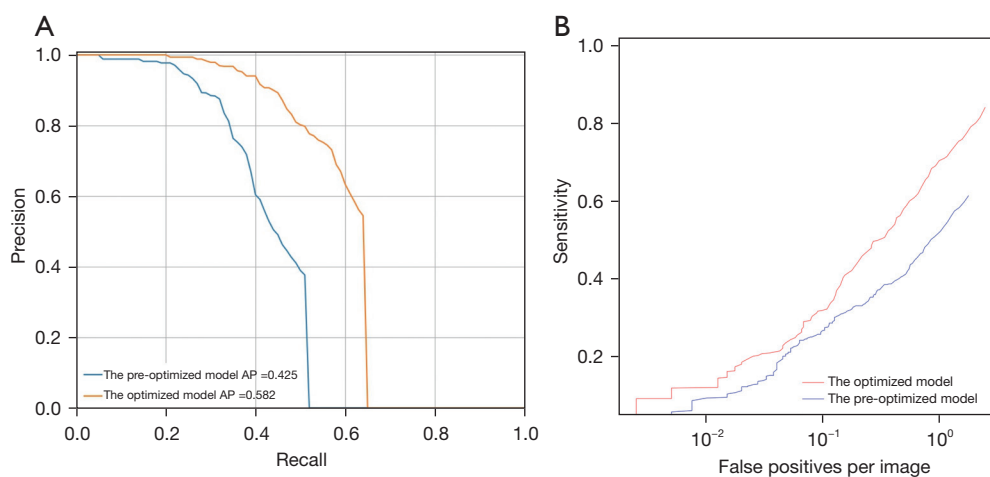 A
1.0
0.8
0.6
0.4
0.2
0.0
Precision
The pre-optimized model AP =0.425
The optimized model AP =0.582
0.0 0.2 0.4 0.6 0.8 1.0
Recall
B
1.0
0.8
0.6
0.4
0.2
Sensitivity
The optimized model
The pre-optimized model
10⁻² 10⁻¹ 10⁰
False positives per image